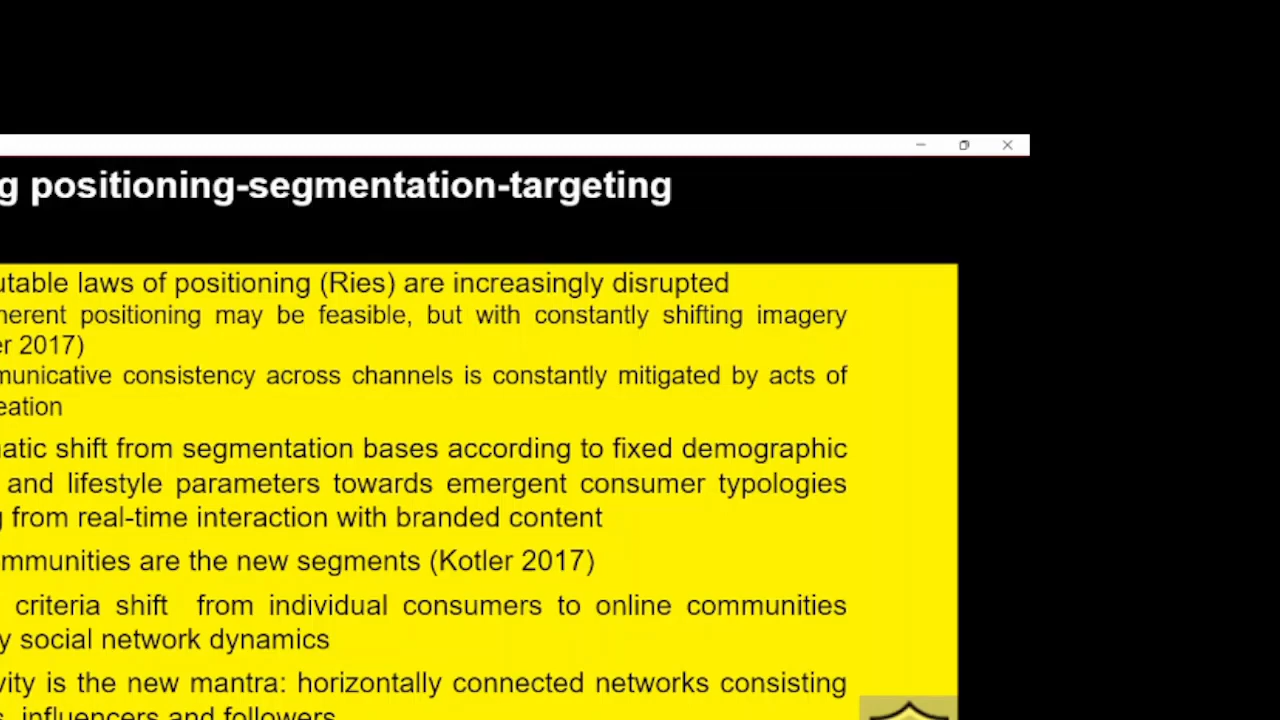 g positioning-segmentation-targeting
utable laws of positioning (Ries) are increasingly disrupted
herent positioning may be feasible, but with constantly shifting imagery
er 2017)
municative consistency across channels is constantly mitigated by acts of
eation
atic shift from segmentation bases according to fixed demographic
and lifestyle parameters towards emergent consumer typologies
g from real-time interaction with branded content
mmunities are the new segments (Kotler 2017)
criteria shift from individual consumers to online communities
y social network dynamics
vity is the new mantra: horizontally connected networks consisting
s, influencers and followers